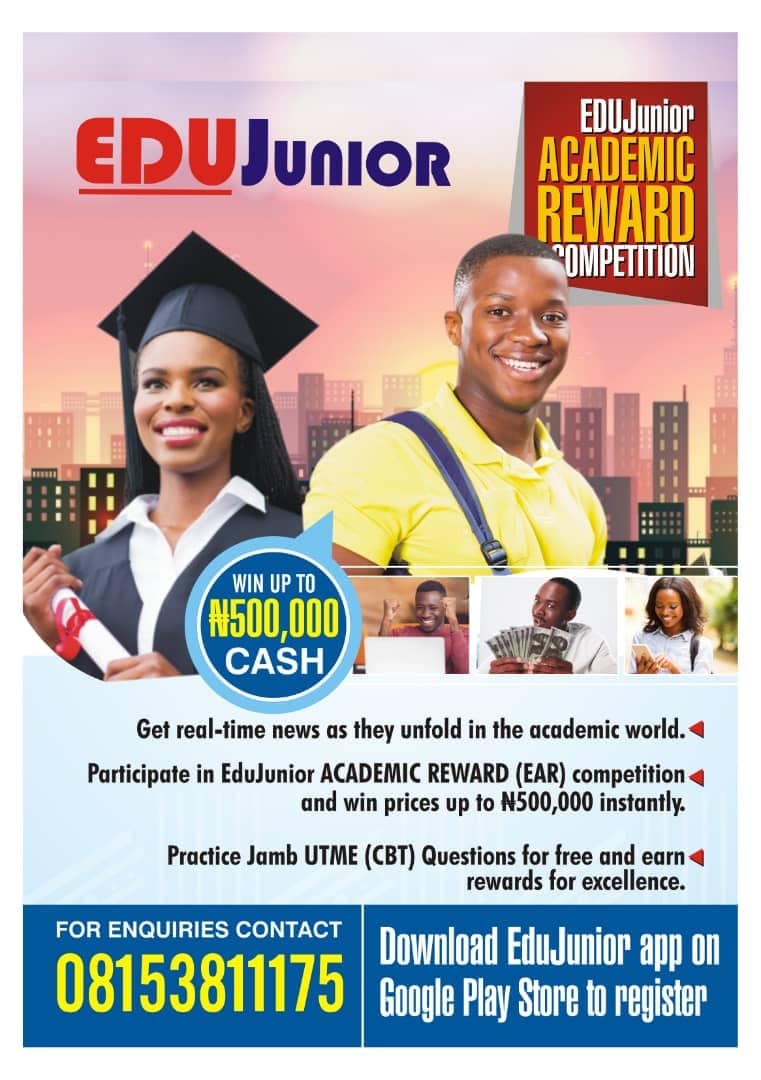 EDUJUNIOR
EDUJunior
ACADEMIC
REWARD
COMPETITION
WIN UP TO
₦500,000
CASH
Get real-time news as they unfold in the academic world.
Participate in EduJunior ACADEMIC REWARD (EAR) competition
and win prices up to ₦500,000 instantly.
Practice Jamb UTME (CBT) Questions for free and earn
rewards for excellence.
FOR ENQUIRIES CONTACT
08153811175
Download EduJunior app on
Google Play Store to register